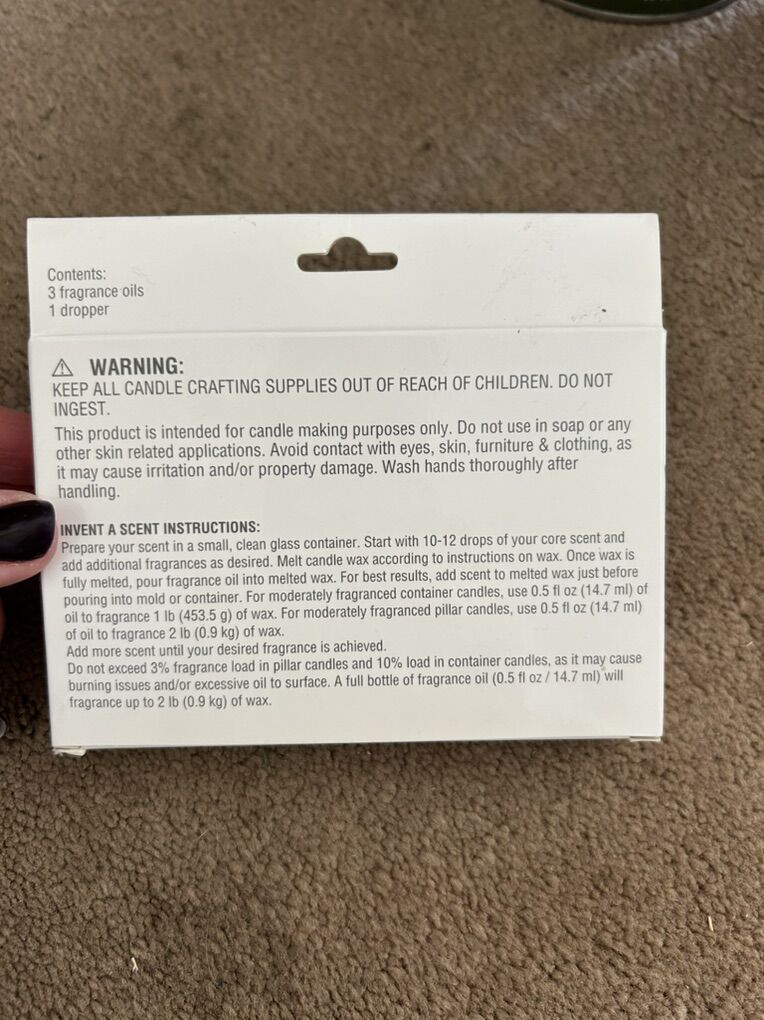 Contents:
3 fragrance oils
1 dropper
⚠ WARNING:
KEEP ALL CANDLE CRAFTING SUPPLIES OUT OF REACH OF CHILDREN. DO NOT
INGEST.
This product is intended for candle making purposes only. Do not use in soap or any
other skin related applications. Avoid contact with eyes, skin, furniture & clothing, as
it may cause irritation and/or property damage. Wash hands thoroughly after
handling.
INVENT A SCENT INSTRUCTIONS:
Prepare your scent in a small, clean glass container. Start with 10-12 drops of your core scent and
add additional fragrances as desired. Melt candle wax according to instructions on wax. Once wax is
fully melted, pour fragrance oil into melted wax. For best results, add scent to melted wax just before
pouring into mold or container. For moderately fragranced container candles, use 0.5 fl oz (14.7 ml) of
oil to fragrance 1 lb (453.5 g) of wax. For moderately fragranced pillar candles, use 0.5 fl oz (14.7 ml)
of oil to fragrance 2 lb (0.9 kg) of wax.
Add more scent until your desired fragrance is achieved.
Do not exceed 3% fragrance load in pillar candles and 10% load in container candles, as it may cause
burning issues and/or excessive oil to surface. A full bottle of fragrance oil (0.5 fl oz / 14.7 ml) will
fragrance up to 2 lb (0.9 kg) of wax.